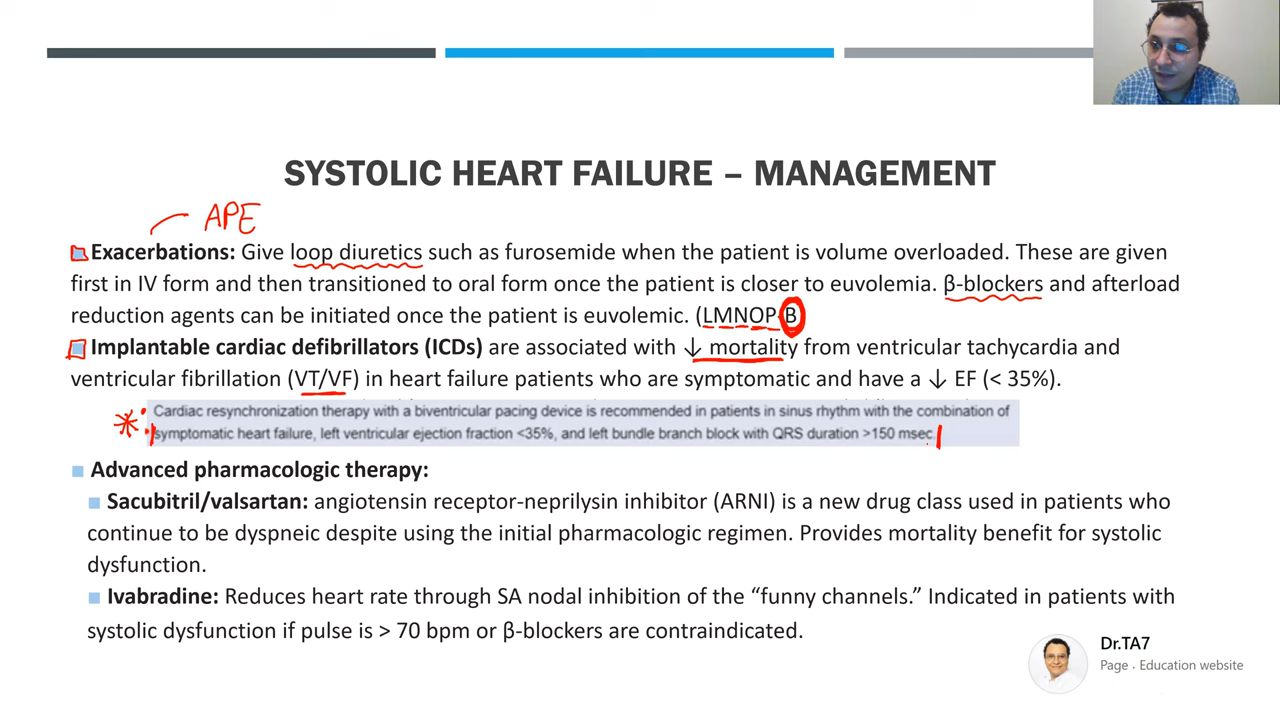 SYSTOLIC HEART FAILURE – MANAGEMENT
APE
Exacerbations: Give loop diuretics such as furosemide when the patient is volume overloaded. These are given
first in IV form and then transitioned to oral form once the patient is closer to euvolemia. β-blockers and afterload
reduction agents can be initiated once the patient is euvolemic. (LMNOP-B
Implantable cardiac defibrillators (ICDs) are associated with ↓ mortality from ventricular tachycardia and
ventricular fibrillation (VT/VF) in heart failure patients who are symptomatic and have a ↓ EF (< 35%).
Cardiac resynchronization therapy with a biventricular pacing device is recommended in patients in sinus rhythm with the combination of
symptomatic heart failure, left ventricular ejection fraction <35%, and left bundle branch block with QRS duration >150 msec.
Advanced pharmacologic therapy:
Sacubitril/valsartan: angiotensin receptor-neprilysin inhibitor (ARNI) is a new drug class used in patients who
continue to be dyspneic despite using the initial pharmacologic regimen. Provides mortality benefit for systolic
dysfunction.
Ivabradine: Reduces heart rate through SA nodal inhibition of the “funny channels.” Indicated in patients with
systolic dysfunction if pulse is > 70 bpm or β-blockers are contraindicated.
Dr.TA7
Page · Education website